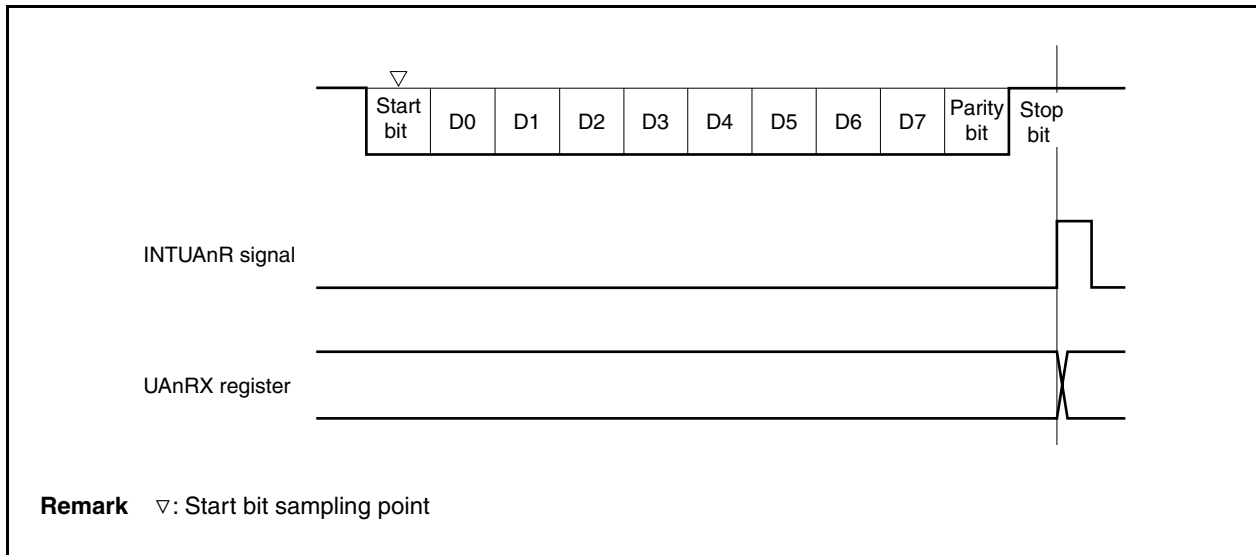 ▽
Start bit D0 D1 D2 D3 D4 D5 D6 D7 Parity bit Stop bit
INTUAnR signal
UAnRX register
Remark ▽: Start bit sampling point